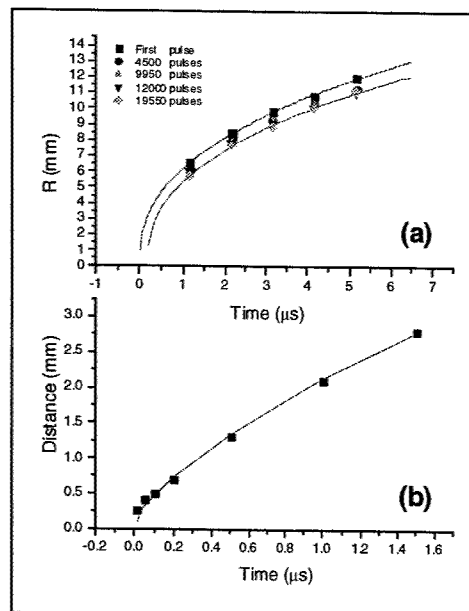 14
13
12
11
10
9
8
7
6
5
4
3
2
1
0
R (mm)
First pulse
4500 pulses
9950 pulses
12000 pulses
19550 pulses
(a)
-1 0 1 2 3 4 5 6 7
Time (μs)
3.0
2.5
2.0
1.5
1.0
0.5
0.0
Distance (mm)
(b)
-0.2 0.0 0.2 0.4 0.6 0.8 1.0 1.2 1.4 1.6
Time (μs)